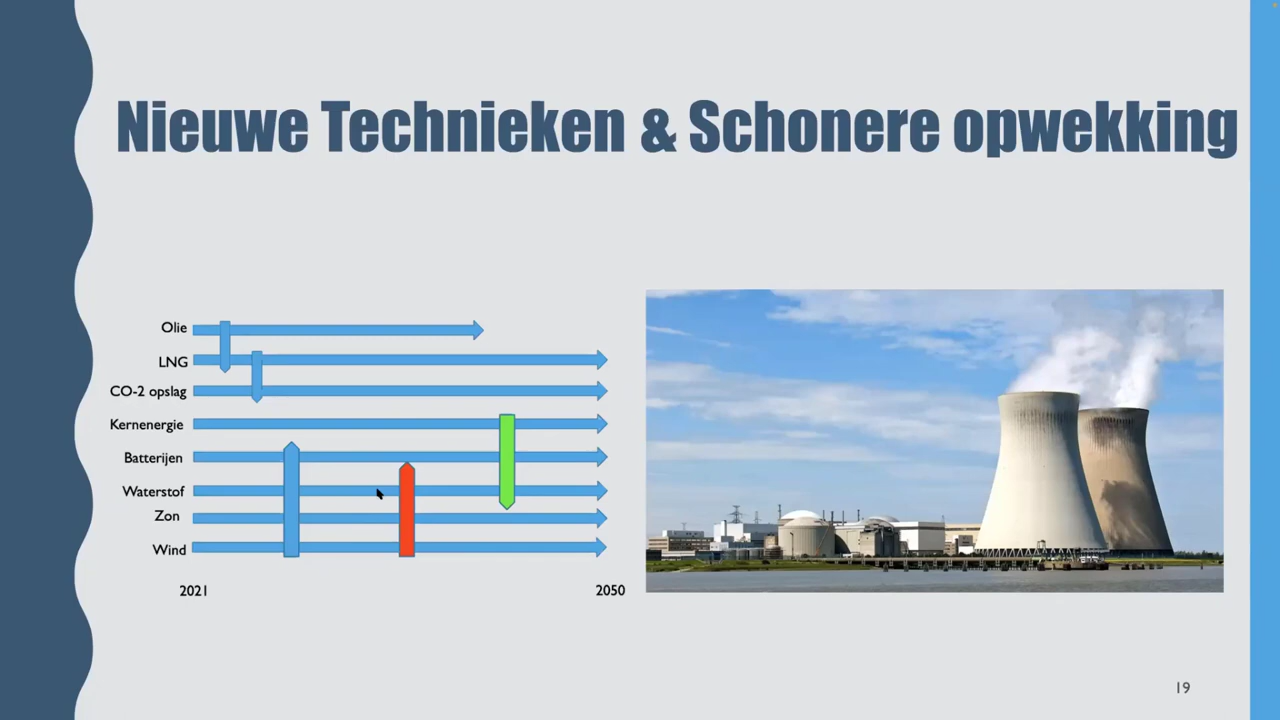 Nieuwe Technieken & Schonere opwekking
Olie
LNG
CO-2 opslag
Kernenergie
Batterijen
Waterstof
Zon
Wind
2021
2050
19